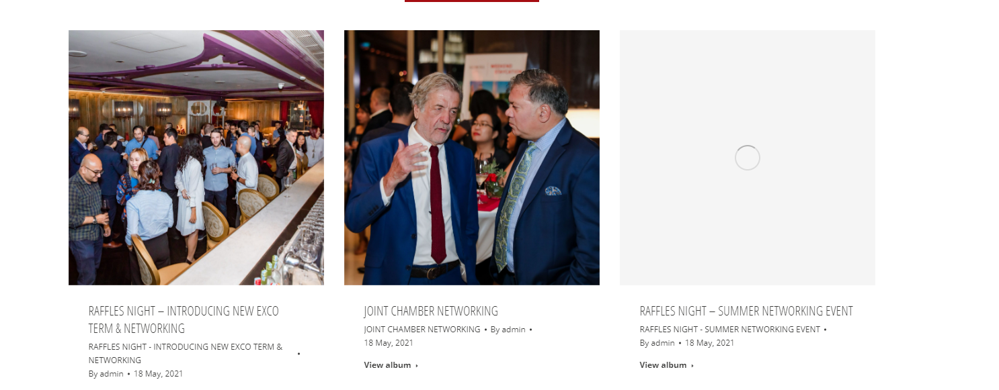 WEEKEND
RAFFLES NIGHT – INTRODUCING NEW EXCO
TERM & NETWORKING
RAFFLES NIGHT - INTRODUCING NEW EXCO TERM &
NETWORKING
•
By admin • 18 May, 2021
JOINT CHAMBER NETWORKING
JOINT CHAMBER NETWORKING • By admin •
18 May, 2021
View album
RAFFLES NIGHT – SUMMER NETWORKING EVENT
RAFFLES NIGHT - SUMMER NETWORKING EVENT •
By admin • 18 May, 2021
View album